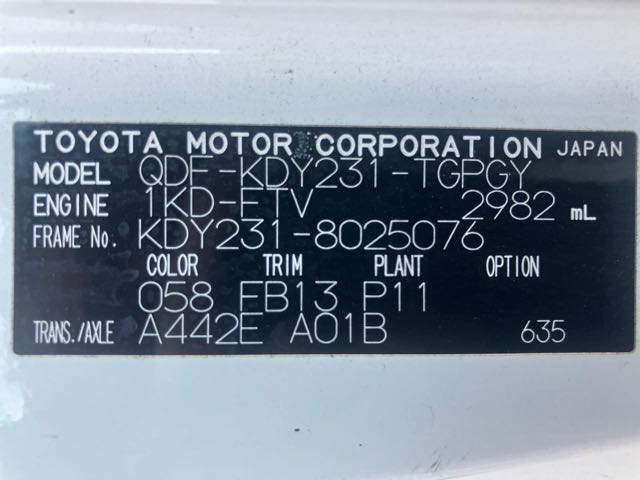 TOYOTA MOTOR CORPORATION JAPAN
MODEL QDF-KDY231-TGPGY
ENGINE 1KD-FTV 2982 mL
FRAME No. KDY231-8025076
COLOR TRIM PLANT OPTION
058 FB13 P11
TRANS./AXLE A442E A01B 635